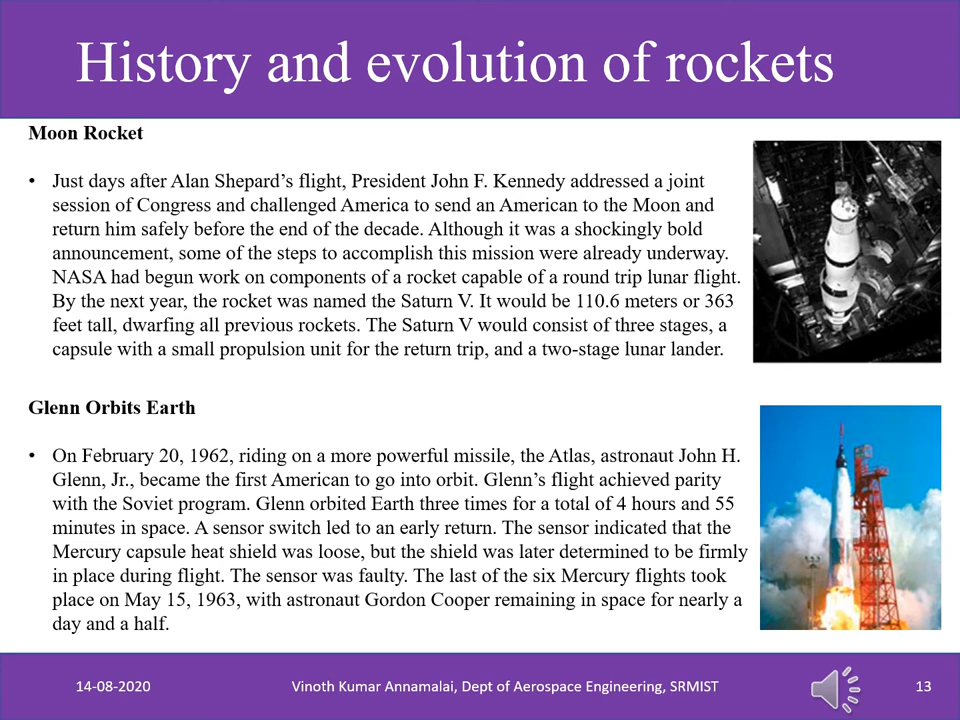 History and evolution of rockets
Moon Rocket
• Just days after Alan Shepard’s flight, President John F. Kennedy addressed a joint
session of Congress and challenged America to send an American to the Moon and
return him safely before the end of the decade. Although it was a shockingly bold
announcement, some of the steps to accomplish this mission were already underway.
NASA had begun work on components of a rocket capable of a round trip lunar flight.
By the next year, the rocket was named the Saturn V. It would be 110.6 meters or 363
feet tall, dwarfing all previous rockets. The Saturn V would consist of three stages, a
capsule with a small propulsion unit for the return trip, and a two-stage lunar lander.
Glenn Orbits Earth
• On February 20, 1962, riding on a more powerful missile, the Atlas, astronaut John H.
Glenn, Jr., became the first American to go into orbit. Glenn’s flight achieved parity
with the Soviet program. Glenn orbited Earth three times for a total of 4 hours and 55
minutes in space. A sensor switch led to an early return. The sensor indicated that the
Mercury capsule heat shield was loose, but the shield was later determined to be firmly
in place during flight. The sensor was faulty. The last of the six Mercury flights took
place on May 15, 1963, with astronaut Gordon Cooper remaining in space for nearly a
day and a half.
14-08-2020
Vinoth Kumar Annamalai, Dept of Aerospace Engineering, SRMIST
13